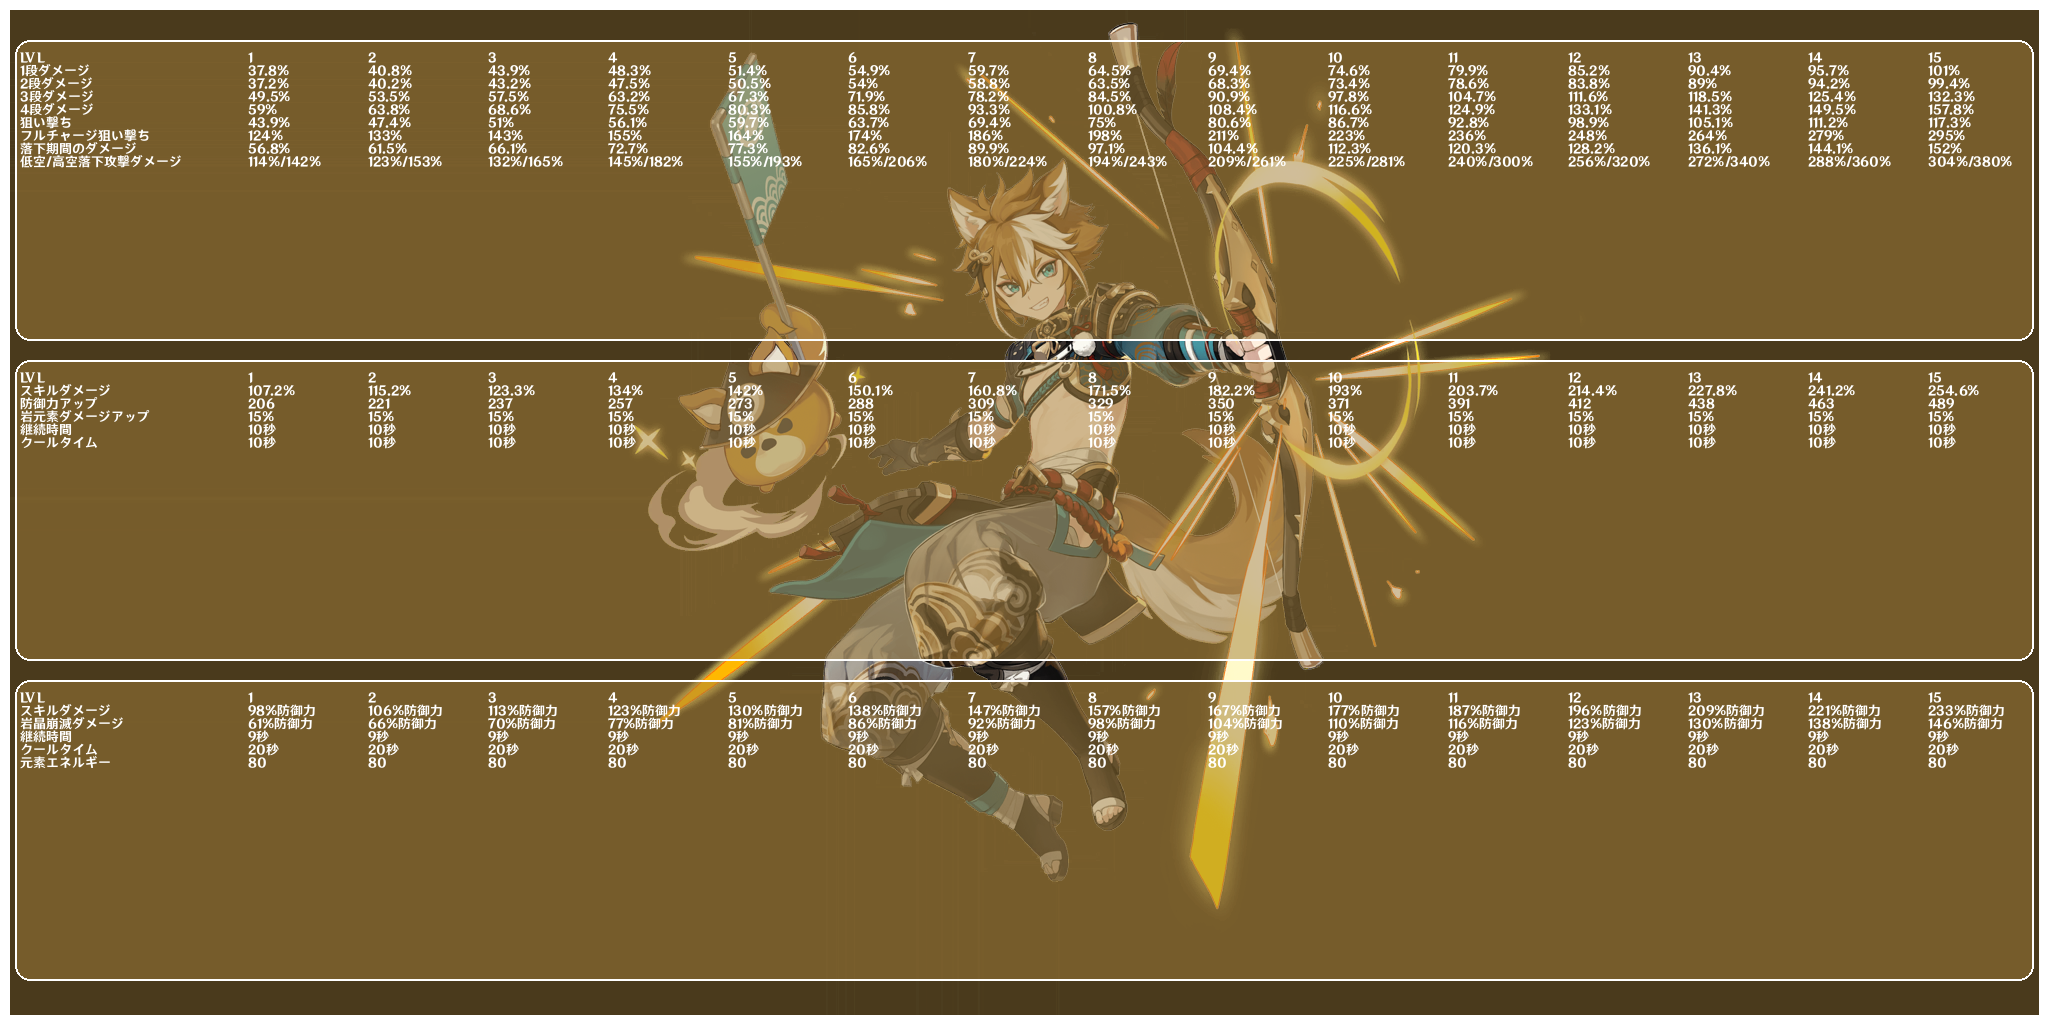 LVL 1 2 3 4 5 6 7 8 9 10 11 12 13 14 15
1段ダメージ 37.8% 40.8% 43.9% 48.3% 51.4% 54.9% 59.7% 64.5% 69.4% 74.6% 79.9% 85.2% 90.4% 95.7% 101%
2段ダメージ 37.2% 40.2% 43.2% 47.5% 50.5% 54% 58.8% 63.5% 68.3% 73.4% 78.6% 83.8% 89% 94.2% 99.4%
3段ダメージ 49.5% 53.5% 57.5% 63.2% 67.3% 71.9% 78.2% 84.5% 90.9% 97.8% 104.7% 111.6% 118.5% 125.4% 132.3%
4段ダメージ 59% 63.8% 68.6% 75.5% 80.3% 85.8% 93.3% 100.8% 108.4% 116.6% 124.9% 133.1% 141.3% 149.5% 157.8%
狙い撃ち 43.9% 47.4% 51% 56.1% 59.7% 63.7% 69.4% 75% 80.6% 86.7% 92.8% 98.9% 105.1% 111.2% 117.3%
フルチャージ狙い撃ち 124% 133% 143% 155% 164% 174% 186% 198% 211% 223% 236% 248% 264% 279% 295%
落下期間のダメージ 56.8% 61.5% 66.1% 72.7% 77.3% 82.6% 89.9% 97.1% 104.4% 112.3% 120.3% 128.2% 136.1% 144.1% 152%
低空/高空落下攻撃ダメージ 114%/142% 123%/153% 132%/165% 145%/182% 155%/193% 165%/206% 180%/224% 194%/243% 209%/261% 225%/281% 240%/300% 256%/320% 272%/340% 288%/360% 304%/380%
LVL 1 2 3 4 5 6 7 8 9 10 11 12 13 14 15
スキルダメージ 107.2% 115.2% 123.3% 134% 142% 150.1% 160.8% 171.5% 182.2% 193% 203.7% 214.4% 227.8% 241.2% 254.6%
防御力アップ 206 221 237 257 273 288 309 329 350 371 391 412 438 463 489
岩元素ダメージアップ 15% 15% 15% 15% 15% 15% 15% 15% 15% 15% 15% 15% 15% 15% 15%
継続時間 10秒 10秒 10秒 10秒 10秒 10秒 10秒 10秒 10秒 10秒 10秒 10秒 10秒 10秒 10秒
クールタイム 10秒 10秒 10秒 10秒 10秒 10秒 10秒 10秒 10秒 10秒 10秒 10秒 10秒 10秒 10秒
LVL 1 2 3 4 5 6 7 8 9 10 11 12 13 14 15
スキルダメージ 98%防御力 106%防御力 113%防御力 123%防御力 130%防御力 138%防御力 147%防御力 157%防御力 167%防御力 177%防御力 187%防御力 196%防御力 209%防御力 221%防御力 233%防御力
岩晶崩滅ダメージ 61%防御力 66%防御力 70%防御力 77%防御力 81%防御力 86%防御力 92%防御力 98%防御力 104%防御力 110%防御力 116%防御力 123%防御力 130%防御力 138%防御力 146%防御力
継続時間 9秒 9秒 9秒 9秒 9秒 9秒 9秒 9秒 9秒 9秒 9秒 9秒 9秒 9秒 9秒
クールタイム 20秒 20秒 20秒 20秒 20秒 20秒 20秒 20秒 20秒 20秒 20秒 20秒 20秒 20秒 20秒
元素エネルギー 80 80 80 80 80 80 80 80 80 80 80 80 80 80 80